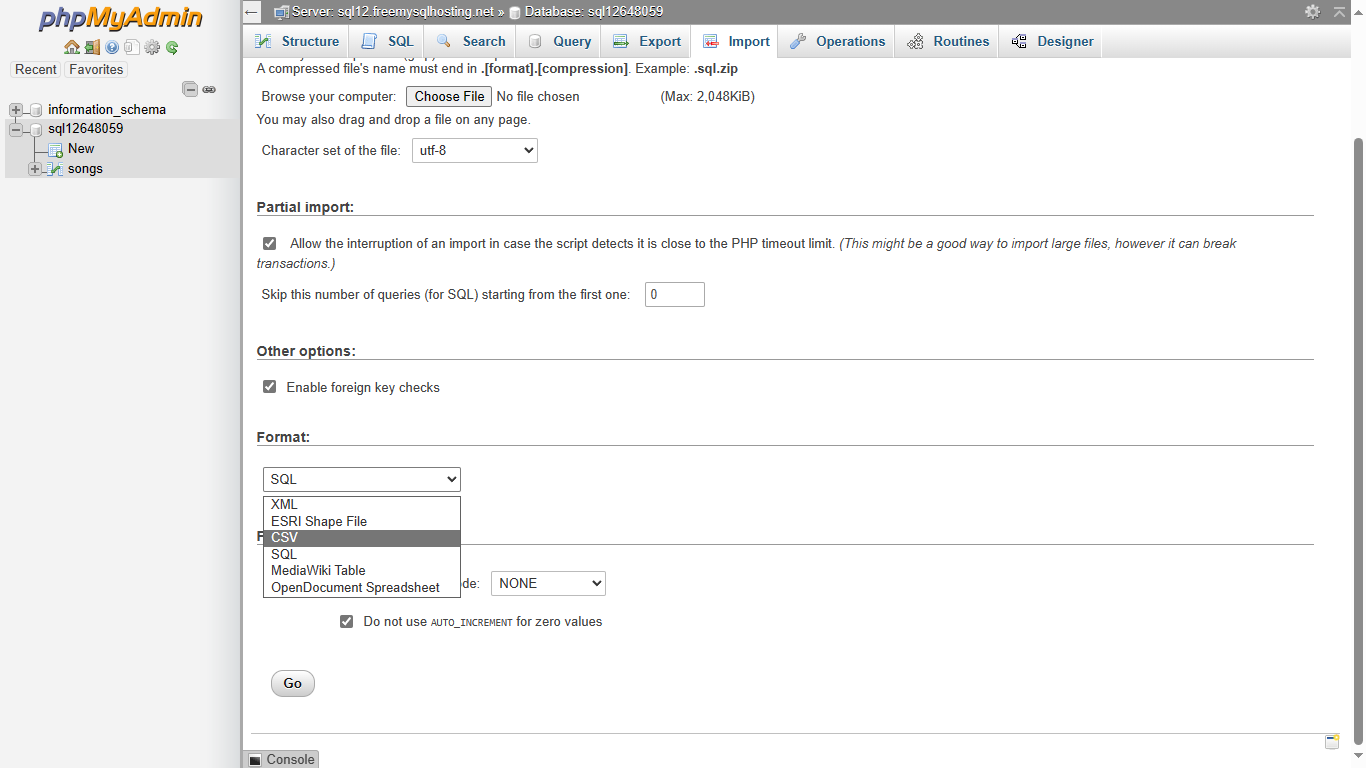 phpMyAdmin
Recent Favorites
information_schema
sql12648059
New
songs
Server: sql12.freemysqlhosting.net » Database: sql12648059
Structure SQL Search Query Export Import Operations Routines Designer
A compressed file's name must end in .[format].[compression]. Example: .sql.zip
Browse your computer: Choose File No file chosen (Max: 2,048KiB)
You may also drag and drop a file on any page.
Character set of the file: utf-8
Partial import:
Allow the interruption of an import in case the script detects it is close to the PHP timeout limit. (This might be a good way to import large files, however it can break
transactions.)
Skip this number of queries (for SQL) starting from the first one: 0
Other options:
Enable foreign key checks
Format:
SQL
XML
ESRI Shape File
CSV
SQL
MediaWiki Table
OpenDocument Spreadsheet
de: NONE
Do not use AUTO_INCREMENT for zero values
Go
Console